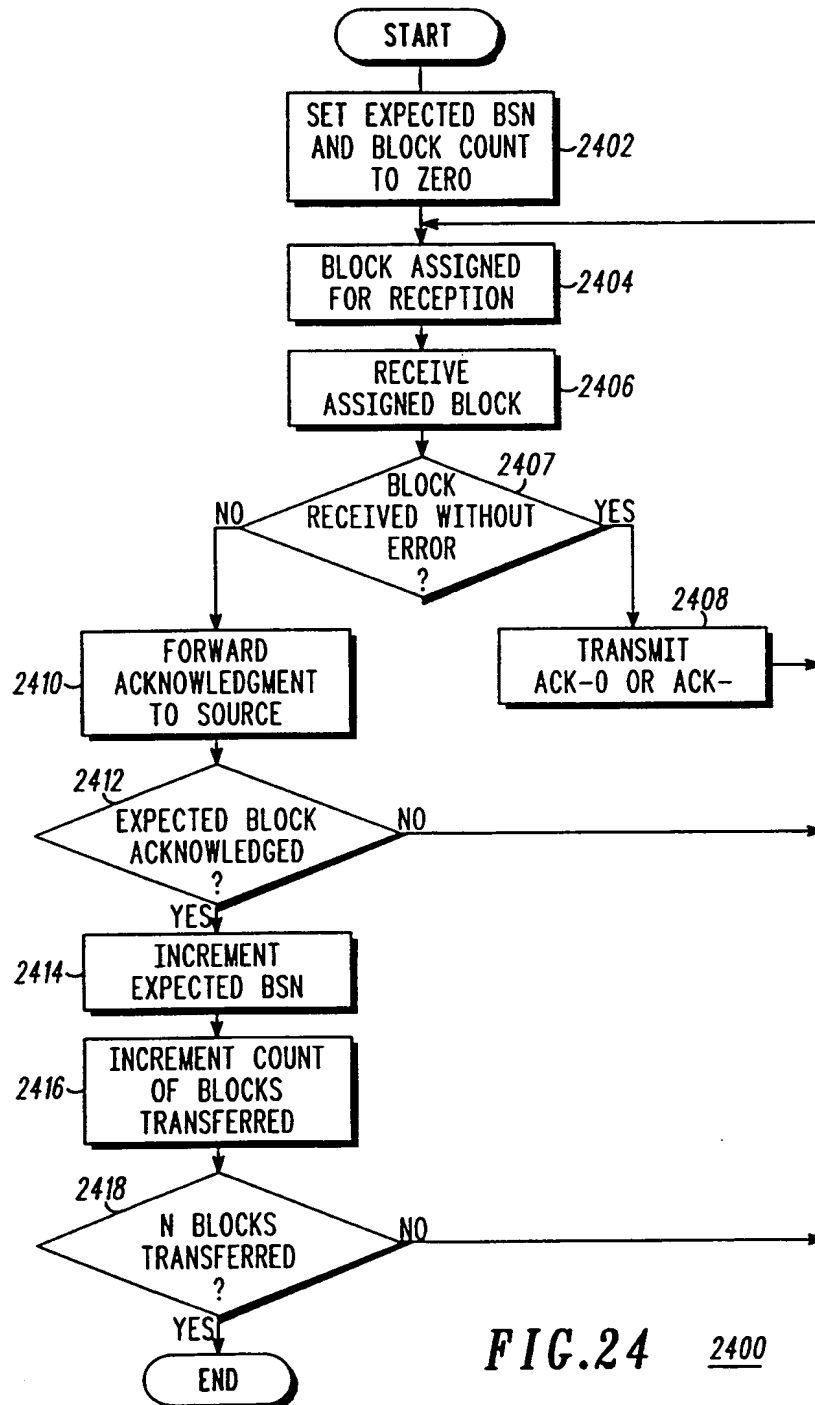 START
SET EXPECTED BSN
AND BLOCK COUNT
TO ZERO
2402
BLOCK ASSIGNED
FOR RECEPTION
2404
RECEIVE
ASSIGNED BLOCK
2406
2407
BLOCK
RECEIVED WITHOUT
ERROR
?
NO
YES
2408
TRANSMIT
ACK-0 OR ACK-
2410
FORWARD
ACKNOWLEDGMENT
TO SOURCE
2412
EXPECTED BLOCK
ACKNOWLEDGED
?
NO
YES
2414
INCREMENT
EXPECTED BSN
2416
INCREMENT COUNT
OF BLOCKS
TRANSFERRED
2418
N BLOCKS
TRANSFERRED
?
NO
YES
END
FIG.24 2400